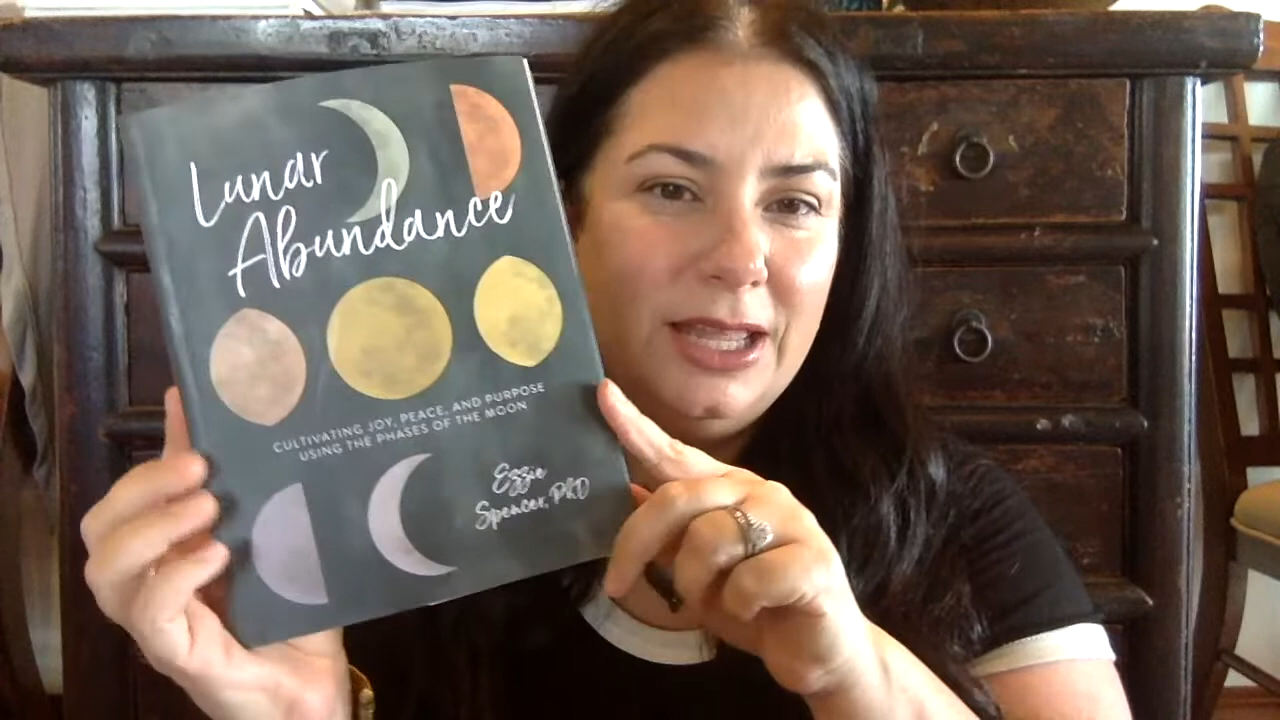 Lunar
Abundance
CULTIVATING JOY, PEACE, AND PURPOSE
USING THE PHASES OF THE MOON
Ezzie
Spencer, PhD